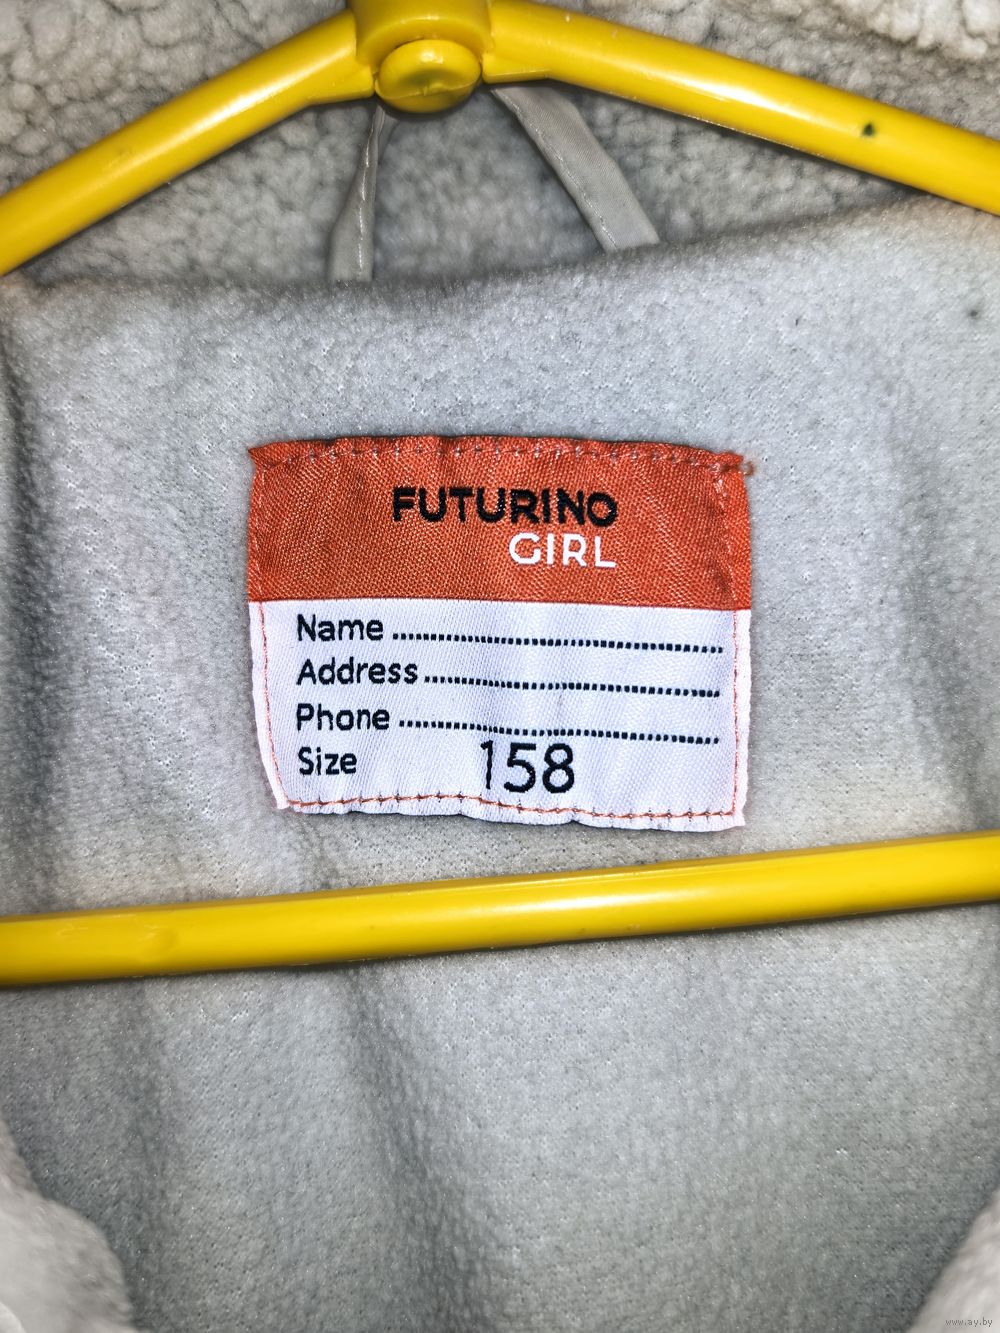 FUTURINO
GIRL
Name
Address
Phone
Size 158
www.ay.by